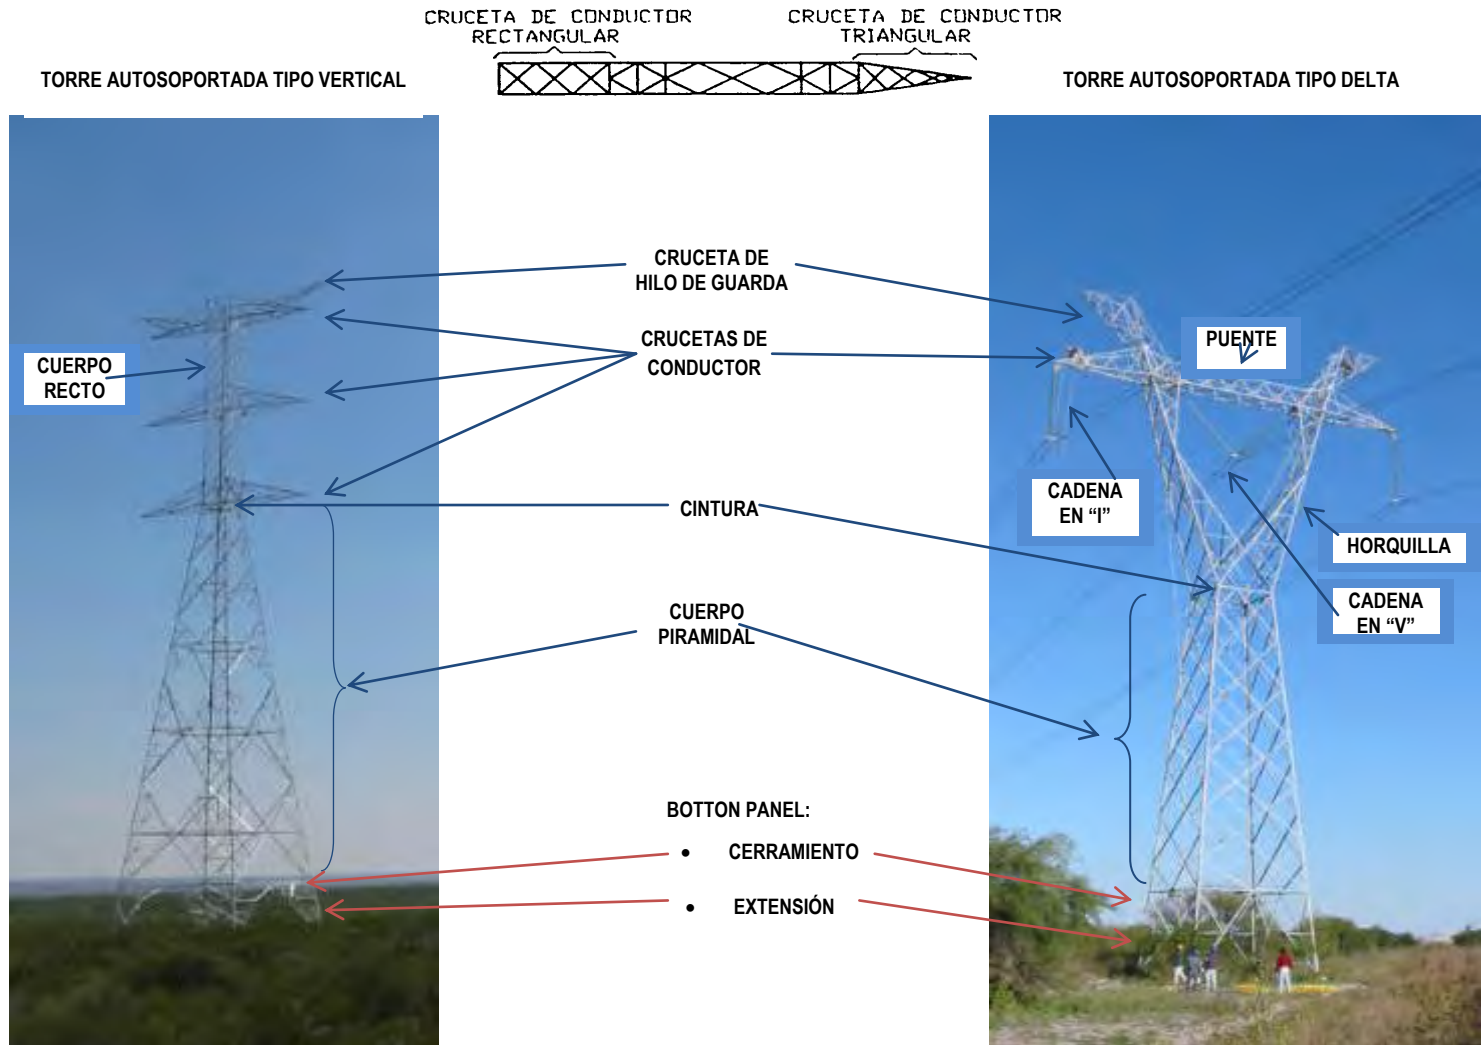 CRUCETA DE CONDUCTOR
RECTANGULAR
CRUCETA DE CONDUCTOR
TRIANGULAR
TORRE AUTOSOPORTADA TIPO VERTICAL
TORRE AUTOSOPORTADA TIPO DELTA
CRUCETA DE
HILO DE GUARDA
CRUCETAS DE
CONDUCTOR
PUENTE
CUERPO
RECTO
CADENA
EN “I”
CINTURA
HORQUILLA
CADENA
EN “V”
CUERPO
PIRAMIDAL
BOTTON PANEL:
• CERRAMIENTO
• EXTENSIÓN